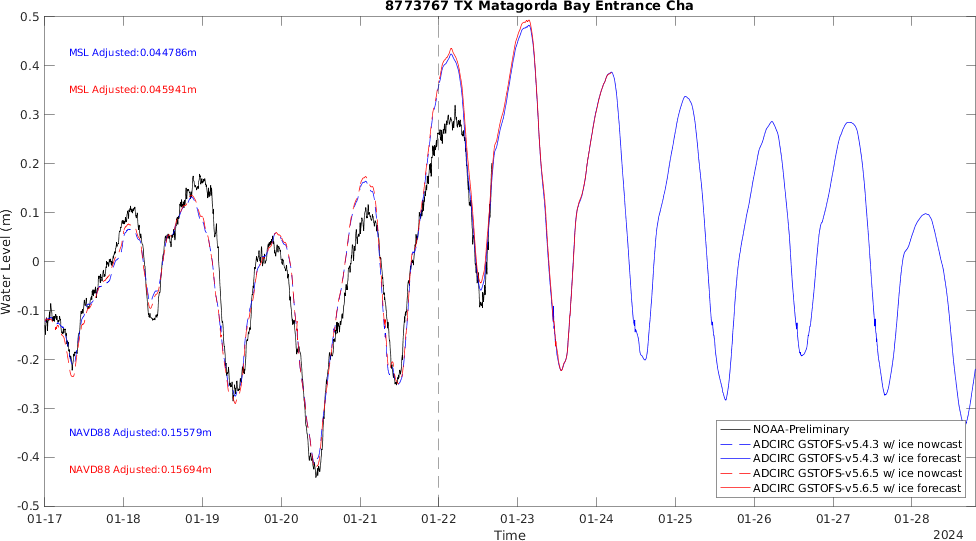 8773767 TX Matagorda Bay Entrance Cha
MSL Adjusted:0.044786m
MSL Adjusted:0.045941m
NAVD88 Adjusted:0.15579m
NAVD88 Adjusted:0.15694m
Water Level (m)
0.5
0.4
0.3
0.2
0.1
0
-0.1
-0.2
-0.3
-0.4
-0.5
NOAA-Preliminary
ADCIRC GSTOFS-v5.4.3 w/ ice nowcast
ADCIRC GSTOFS-v5.4.3 w/ ice forecast
ADCIRC GSTOFS-v5.6.5 w/ ice nowcast
ADCIRC GSTOFS-v5.6.5 w/ ice forecast
01-17 01-18 01-19 01-20 01-21 01-22 01-23 01-24 01-25 01-26 01-27 01-28
Time
2024